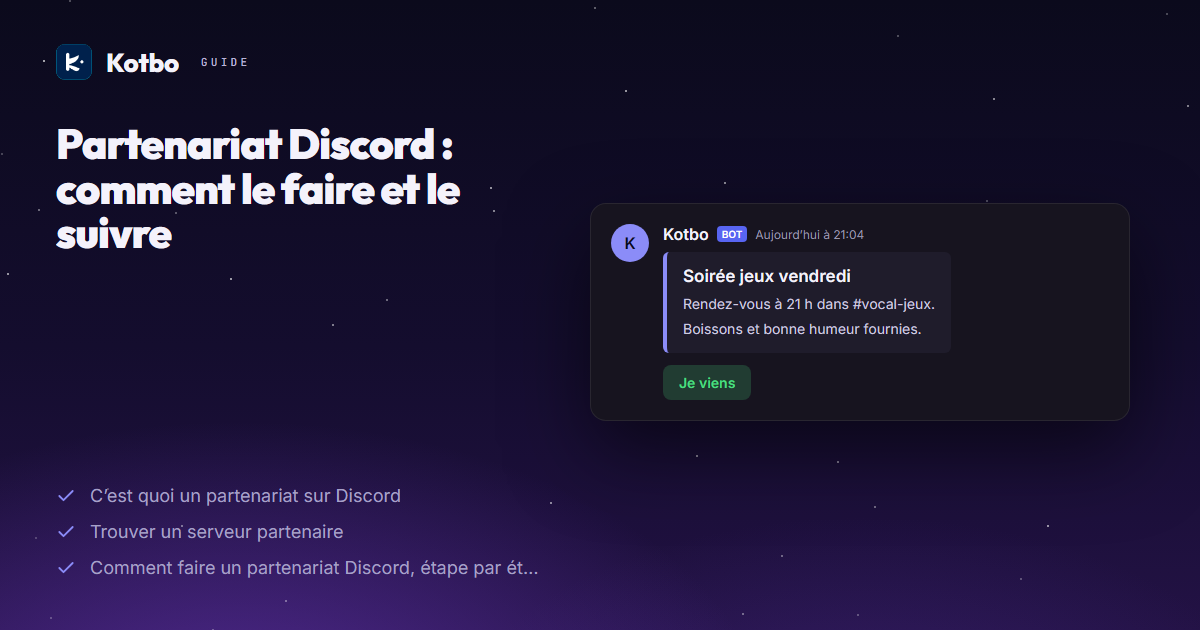 Kotbo GUIDE
Partenariat Discord :
comment le faire et le
suivre
K
Kotbo BOT Aujourd'hui à 21:04
Soirée jeux vendredi
Rendez-vous à 21 h dans #vocal-jeux.
Boissons et bonne humeur fournies.
Je viens
C'est quoi un partenariat sur Discord
Trouver un serveur partenaire
Comment faire un partenariat Discord, étape par ét...